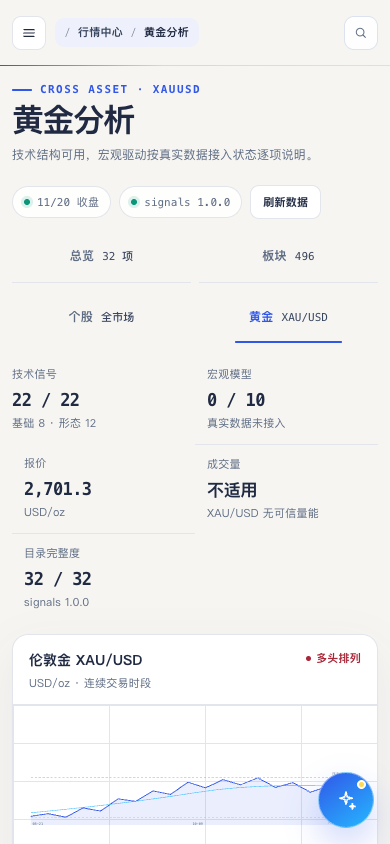 / 行情中心 / 黄金分析
CROSS ASSET · XAUUSD
黄金分析
技术结构可用，宏观驱动按真实数据接入状态逐项说明。
11/20 收盘
signals 1.0.0
刷新数据
总览 32 项
板块 496
个股 全市场
黄金 XAU/USD
技术信号
22 / 22
基础 8 · 形态 12
宏观模型
0 / 10
真实数据未接入
报价
2,701.3
USD/oz
成交量
不适用
XAU/USD 无可信量能
目录完整度
32 / 32
signals 1.0.0
伦敦金 XAU/USD
多头排列
USD/oz · 连续交易时段